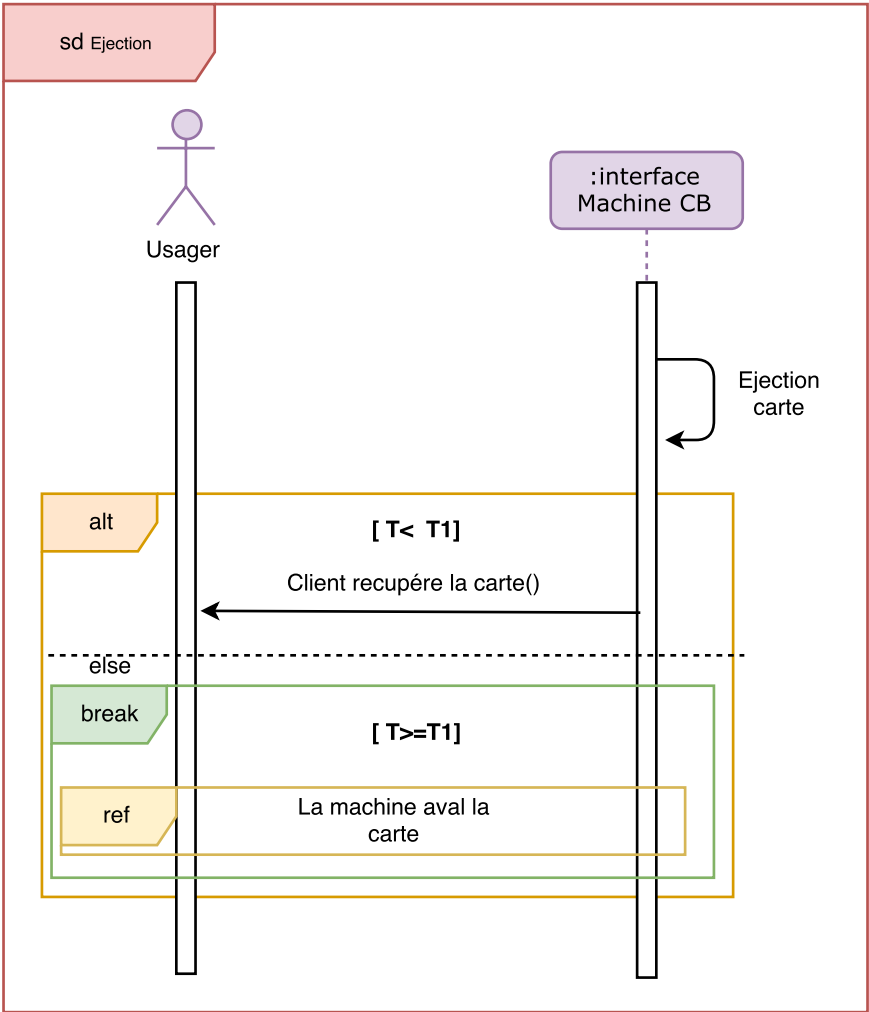 sd Ejection
Usager
:interface
Machine CB
Ejection
carte
alt
[ T< T1]
Client recupére la carte()
else
break
[ T>=T1]
ref
La machine aval la
carte